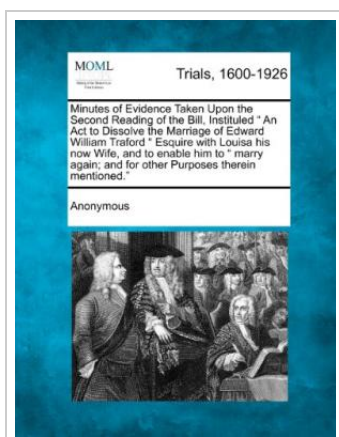 MOML
Trials, 1600-1926
Minutes of Evidence Taken Upon the
Second Reading of the Bill, Instituled " An
Act to Dissolve the Marriage of Edward
William Traford " Esquire with Louisa his
now Wife, and to enable him to " marry
again; and for other Purposes therein
mentioned."
Anonymous